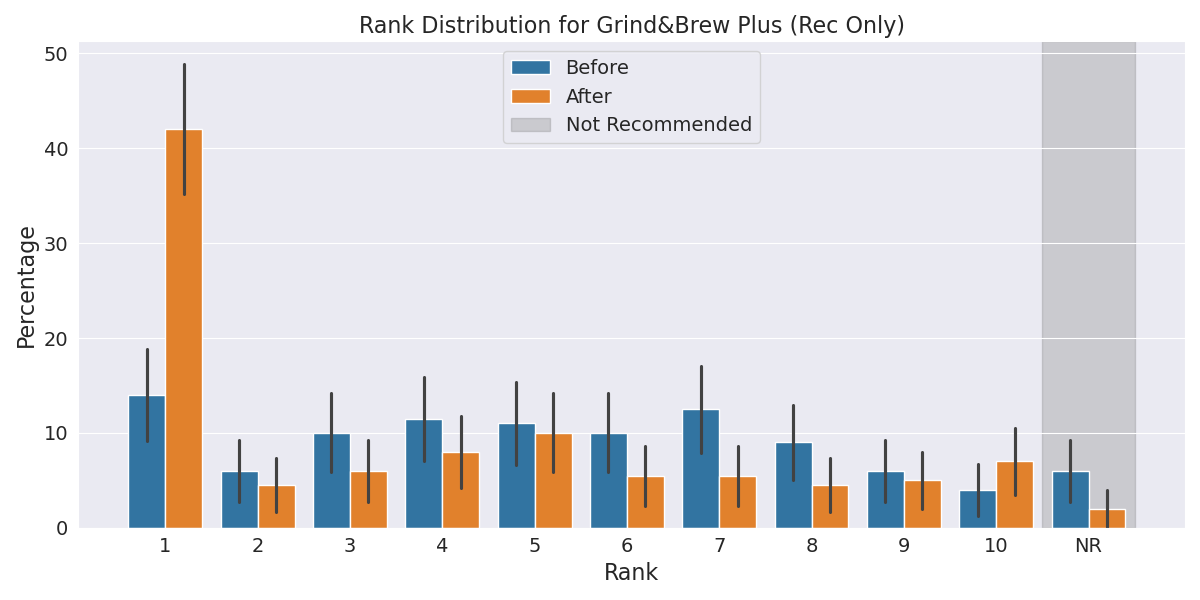 Rank Distribution for Grind&Brew Plus (Rec Only)
Before
After
Not Recommended
Percentage
50
40
30
20
10
0
1 2 3 4 5 6 7 8 9 10 NR
Rank